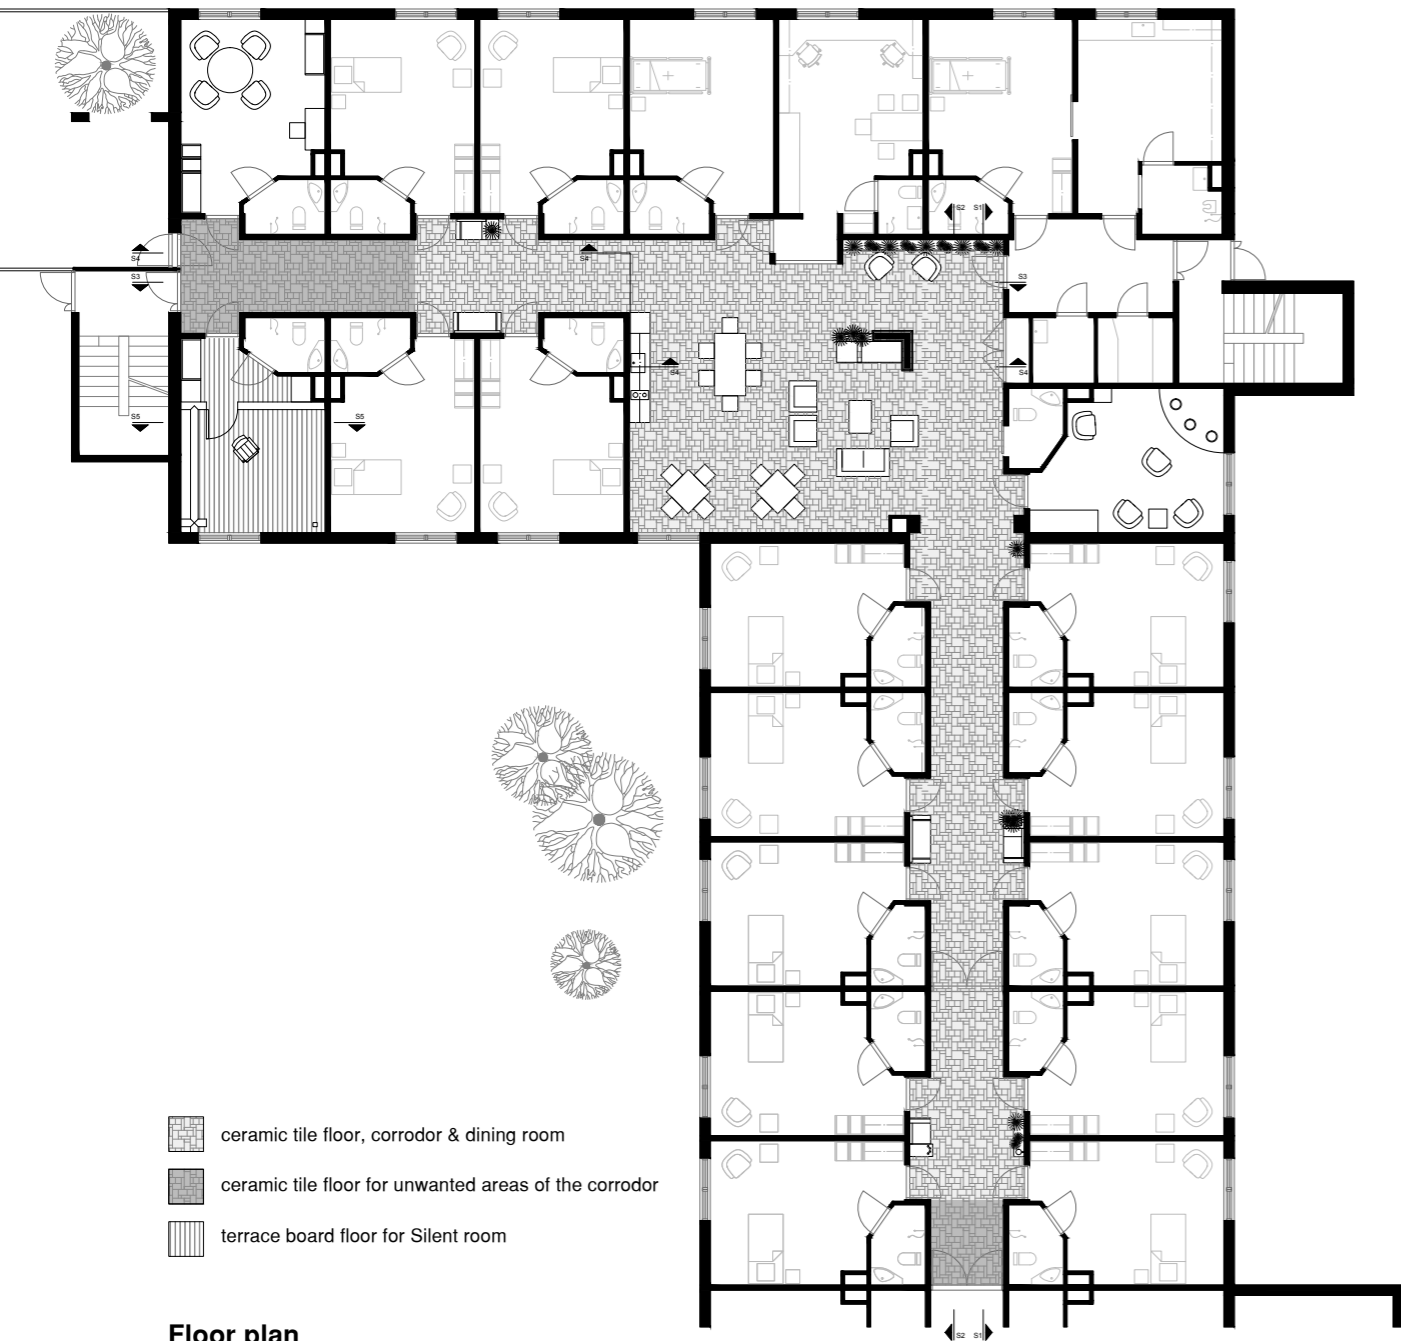 S2 S1
S4
S4
S3
S3
S4
S4
S5
S5
ceramic tile floor, corrodor & dining room
ceramic tile floor for unwanted areas of the corrodor
terrace board floor for Silent room
Floor plan
S2 S1